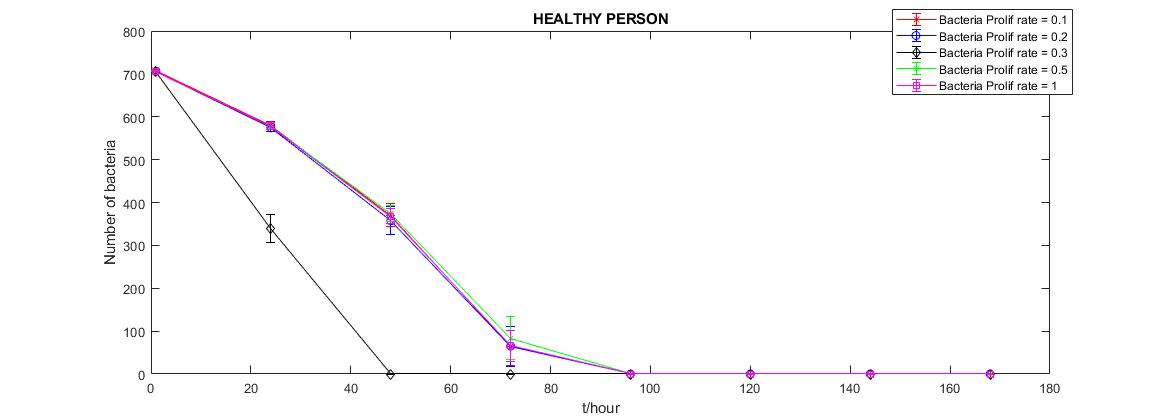 HEALTHY PERSON
Bacteria Prolif rate = 0.1
Bacteria Prolif rate = 0.2
Bacteria Prolif rate = 0.3
Bacteria Prolif rate = 0.5
Bacteria Prolif rate = 1
Number of bacteria
800
700
600
500
400
300
200
100
0
0 20 40 60 80 100 120 140 160 180
t/hour